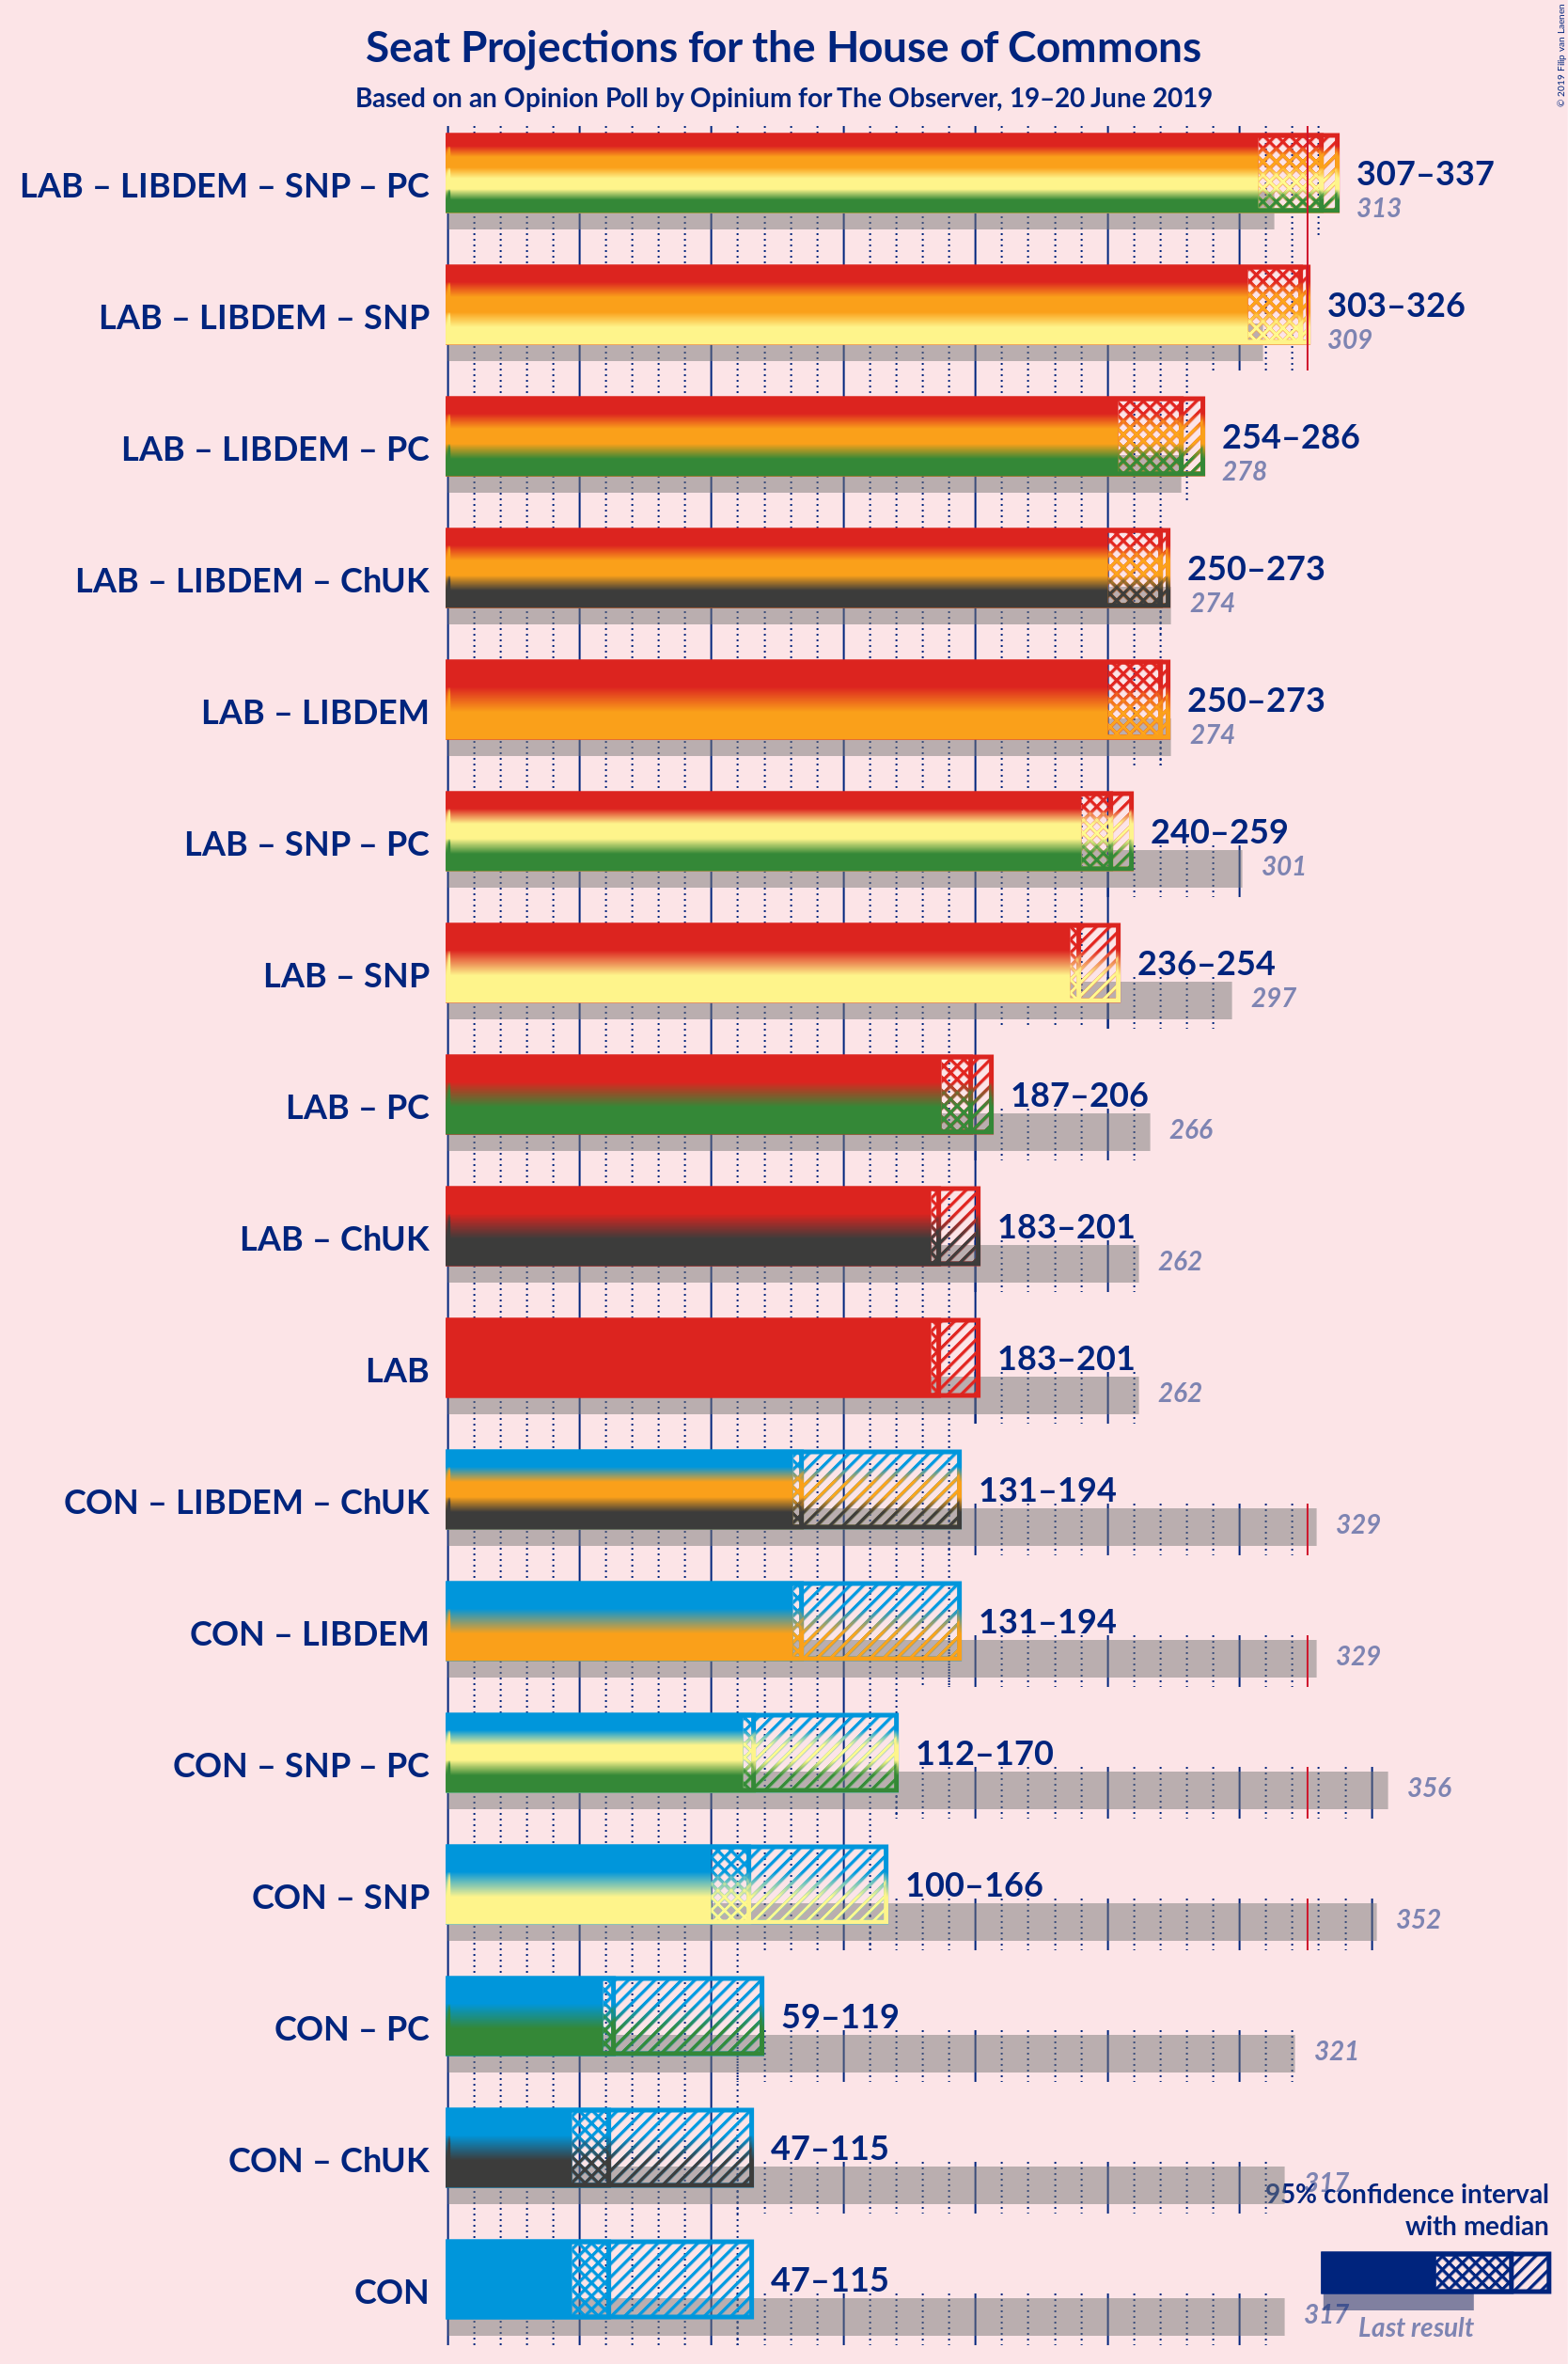 Seat Projections for the House of Commons
Based on an Opinion Poll by Opinium for The Observer, 19–20 June 2019
© 2019 Filip van Laenen
LAB – LIBDEM – SNP – PC
307–337
313
LAB – LIBDEM – SNP
303–326
309
LAB – LIBDEM – PC
254–286
278
LAB – LIBDEM – ChUK
250–273
274
LAB – LIBDEM
250–273
274
LAB – SNP – PC
240–259
301
LAB – SNP
236–254
297
LAB – PC
187–206
266
LAB – ChUK
183–201
262
LAB
183–201
262
CON – LIBDEM – ChUK
131–194
329
CON – LIBDEM
131–194
329
CON – SNP – PC
112–170
356
CON – SNP
100–166
352
CON – PC
59–119
321
CON – ChUK
47–115
317
CON
47–115
317
95% confidence interval
with median
Last result